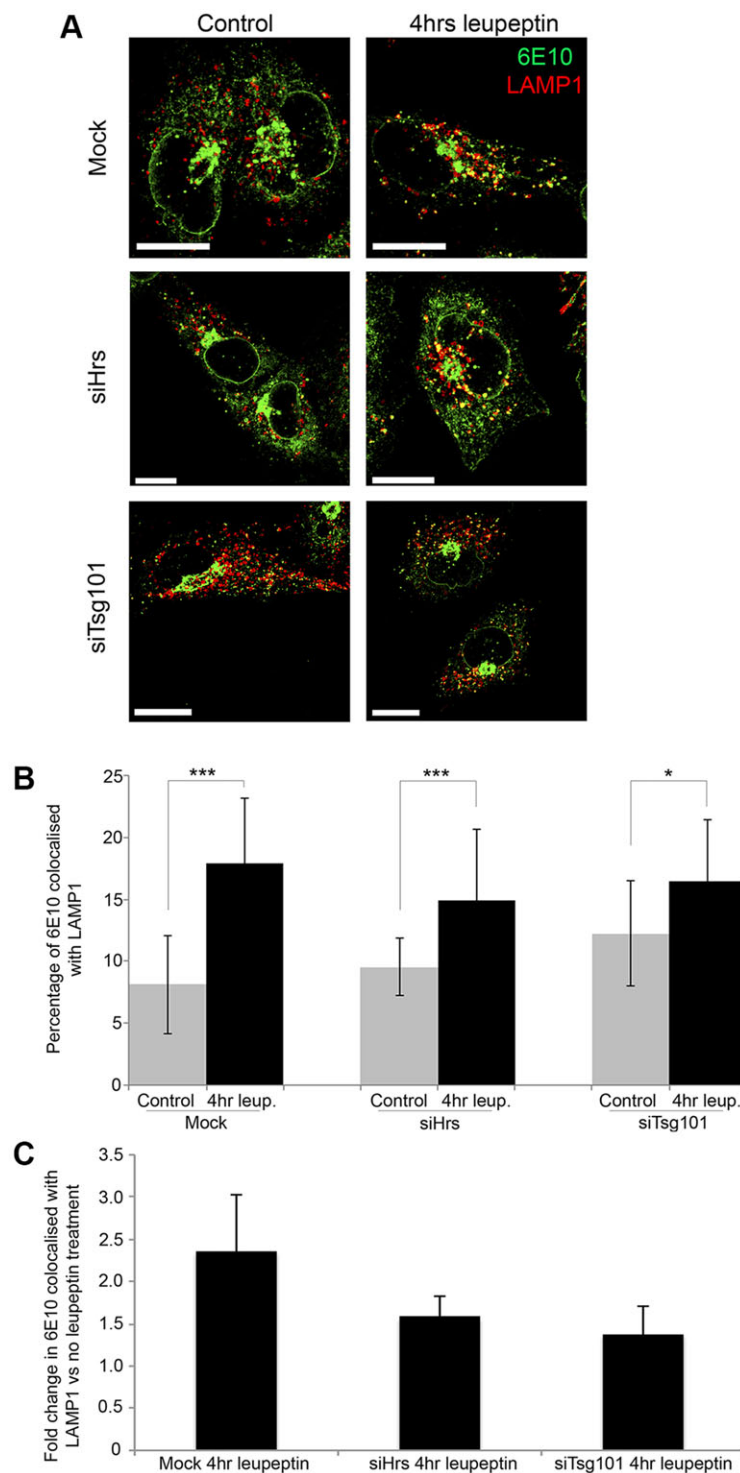 A
Control
4hrs leupeptin
6E10
LAMP1
Mock
siHrs
siTsg101
B
Percentage of 6E10 colocalised
with LAMP1
25
20
15
10
5
0
***
***
*
Control 4hr leup.
Mock
Control 4hr leup.
siHrs
Control 4hr leup.
siTsg101
C
Fold change in 6E10 colocalised with
LAMP1 vs no leupeptin treatment
3.5
3.0
2.5
2.0
1.5
1.0
0.5
0
Mock 4hr leupeptin
siHrs 4hr leupeptin
siTsg101 4hr leupeptin